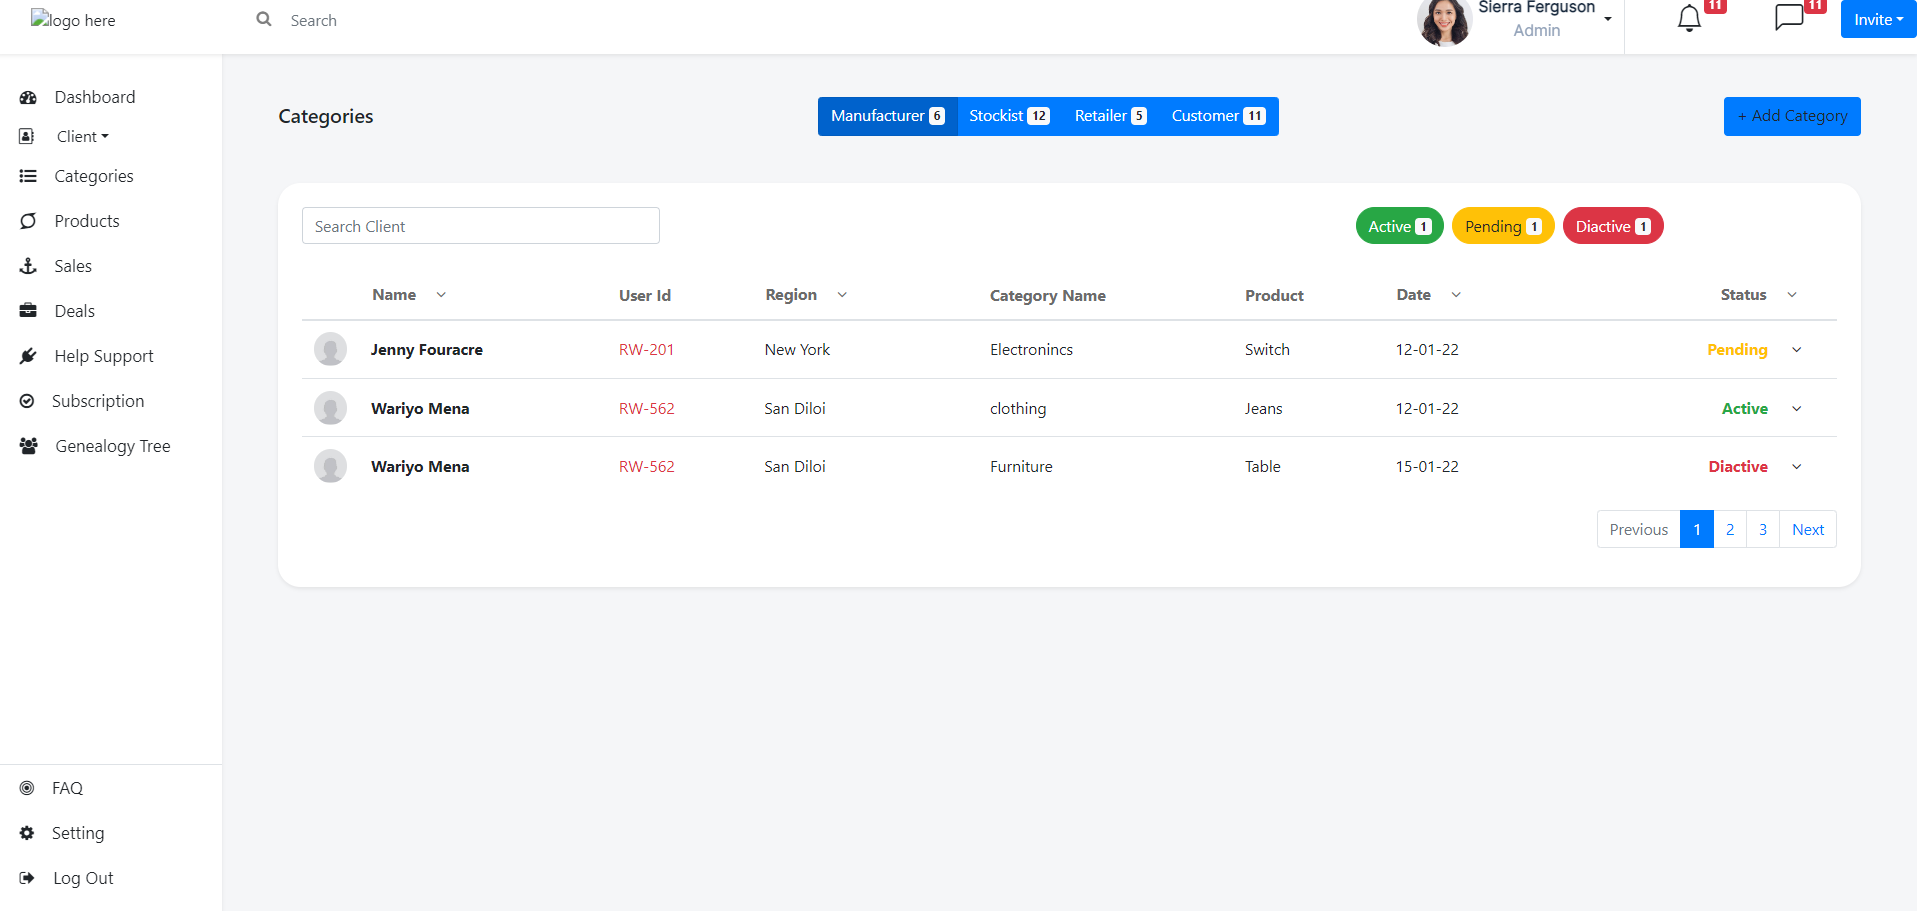 logo here
Search
Sierra Ferguson
Admin
11
11
Invite
Dashboard
Client
Categories
Products
Sales
Deals
Help Support
Subscription
Genealogy Tree
FAQ
Setting
Log Out
Categories
Manufacturer 6 Stockist 12 Retailer 5 Customer 11
+ Add Category
Search Client
Active 1 Pending 1 Diactive 1
Name User Id Region Category Name Product Date Status
Jenny Fouracre RW-201 New York Electronincs Switch 12-01-22 Pending
Wariyo Mena RW-562 San Diloi clothing Jeans 12-01-22 Active
Wariyo Mena RW-562 San Diloi Furniture Table 15-01-22 Diactive
Previous 1 2 3 Next